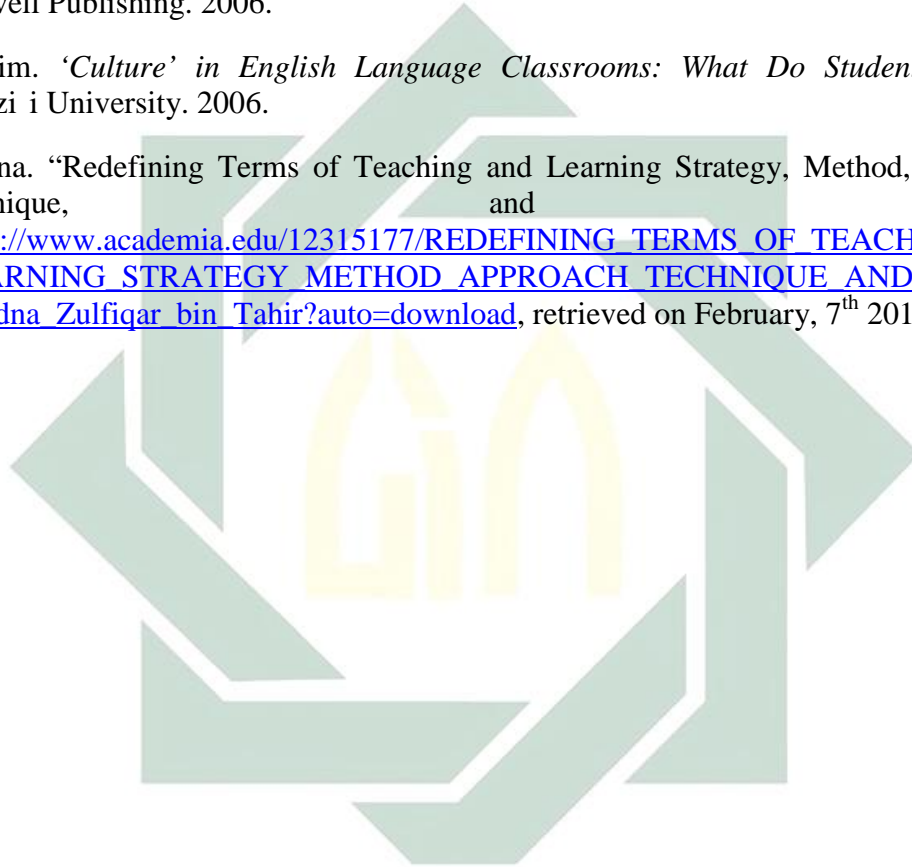 vell Publishing. 2006.
im. ‘Culture’ in English Language Classrooms: What Do Studen
zi i University. 2006.
na. “Redefining Terms of Teaching and Learning Strategy, Method,
nique, and
://www.academia.edu/12315177/REDEFINING_TERMS_OF_TEACH
ARNING_STRATEGY_METHOD_APPROACH_TECHNIQUE_AND
dna_Zulfiqar_bin_Tahir?auto=download, retrieved on February, 7th 201